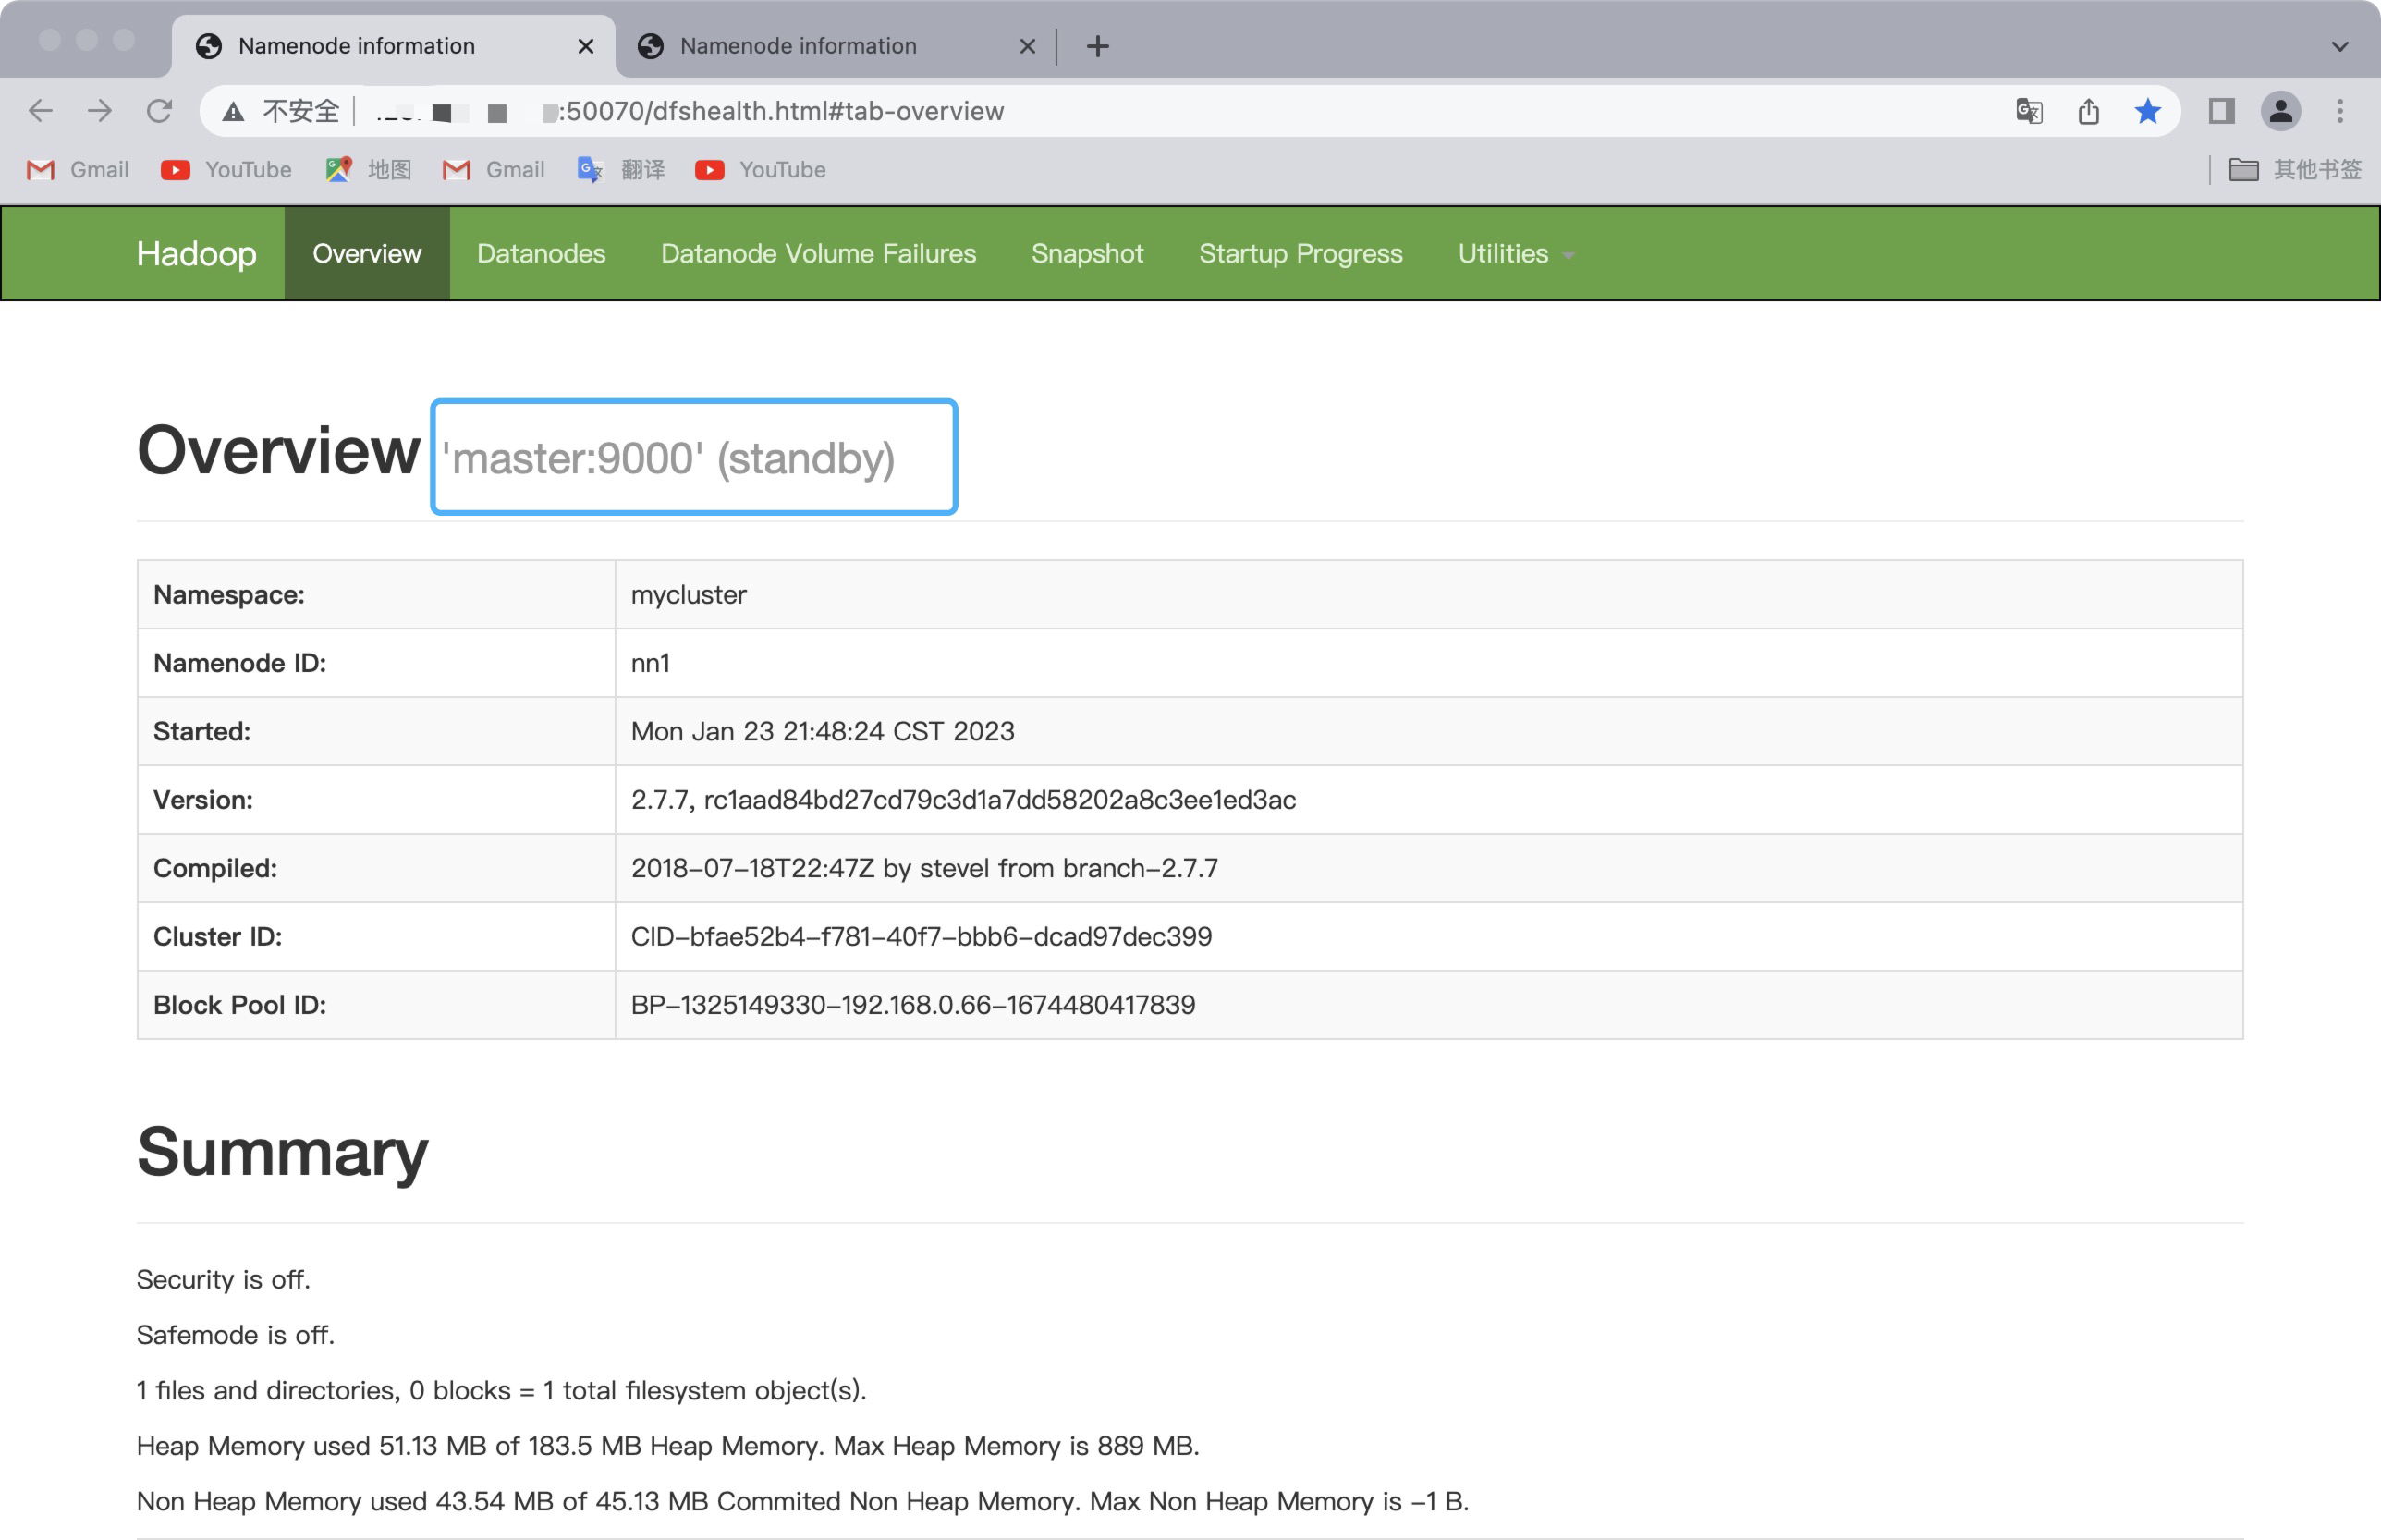 Namenode information
Namenode information
不安全 :50070/dfshealth.html#tab-overview
Gmail YouTube 地图 Gmail 翻译 YouTube 其他书签
Hadoop Overview Datanodes Datanode Volume Failures Snapshot Startup Progress Utilities
Overview 'master:9000' (standby)
Namespace: mycluster
Namenode ID: nn1
Started: Mon Jan 23 21:48:24 CST 2023
Version: 2.7.7, rc1aad84bd27cd79c3d1a7dd58202a8c3ee1ed3ac
Compiled: 2018-07-18T22:47Z by stevel from branch-2.7.7
Cluster ID: CID-bfae52b4-f781-40f7-bbb6-dcad97dec399
Block Pool ID: BP-1325149330-192.168.0.66-1674480417839
Summary
Security is off.
Safemode is off.
1 files and directories, 0 blocks = 1 total filesystem object(s).
Heap Memory used 51.13 MB of 183.5 MB Heap Memory. Max Heap Memory is 889 MB.
Non Heap Memory used 43.54 MB of 45.13 MB Commited Non Heap Memory. Max Non Heap Memory is -1 B.